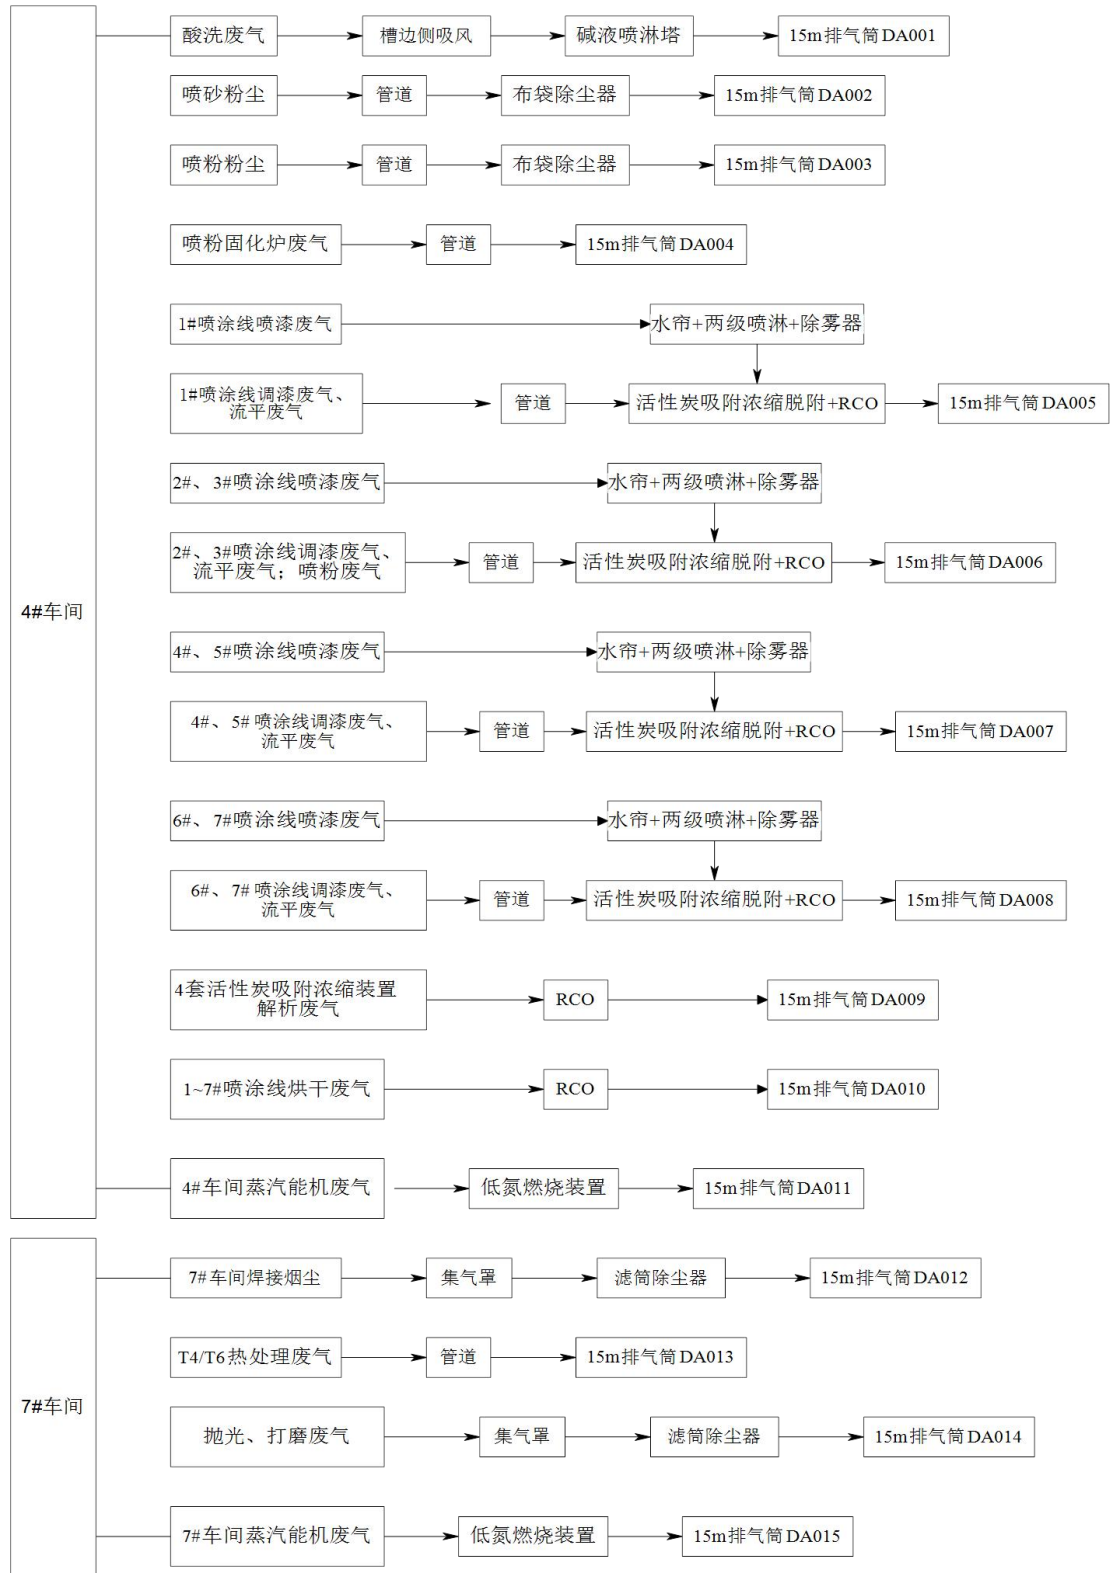 酸洗废气
槽边侧吸风
碱液喷淋塔
15m排气筒DA001
喷砂粉尘
管道
布袋除尘器
15m排气筒DA002
喷粉粉尘
管道
布袋除尘器
15m排气筒DA003
喷粉固化炉废气
管道
15m排气筒DA004
1#喷涂线喷漆废气
水帘+两级喷淋+除雾器
1#喷涂线调漆废气、
流平废气
管道
活性炭吸附浓缩脱附+RCO
15m排气筒DA005
2#、3#喷涂线喷漆废气
水帘+两级喷淋+除雾器
2#、3#喷涂线调漆废气、
流平废气；喷粉废气
管道
活性炭吸附浓缩脱附+RCO
15m排气筒DA006
4#车间
4#、5#喷涂线喷漆废气
水帘+两级喷淋+除雾器
4#、5# 喷涂线调漆废气、
流平废气
管道
活性炭吸附浓缩脱附+RCO
15m排气筒DA007
6#、7#喷涂线喷漆废气
水帘+两级喷淋+除雾器
6#、7# 喷涂线调漆废气、
流平废气
管道
活性炭吸附浓缩脱附+RCO
15m排气筒DA008
4套活性炭吸附浓缩装置
解析废气
RCO
15m排气筒DA009
1~7#喷涂线烘干废气
RCO
15m排气筒DA010
4#车间蒸汽能机废气
低氮燃烧装置
15m排气筒DA011
7#车间焊接烟尘
集气罩
滤筒除尘器
15m排气筒DA012
T4/T6热处理废气
管道
15m排气筒DA013
7#车间
抛光、打磨废气
集气罩
滤筒除尘器
15m排气筒DA014
7#车间蒸汽能机废气
低氮燃烧装置
15m排气筒DA015